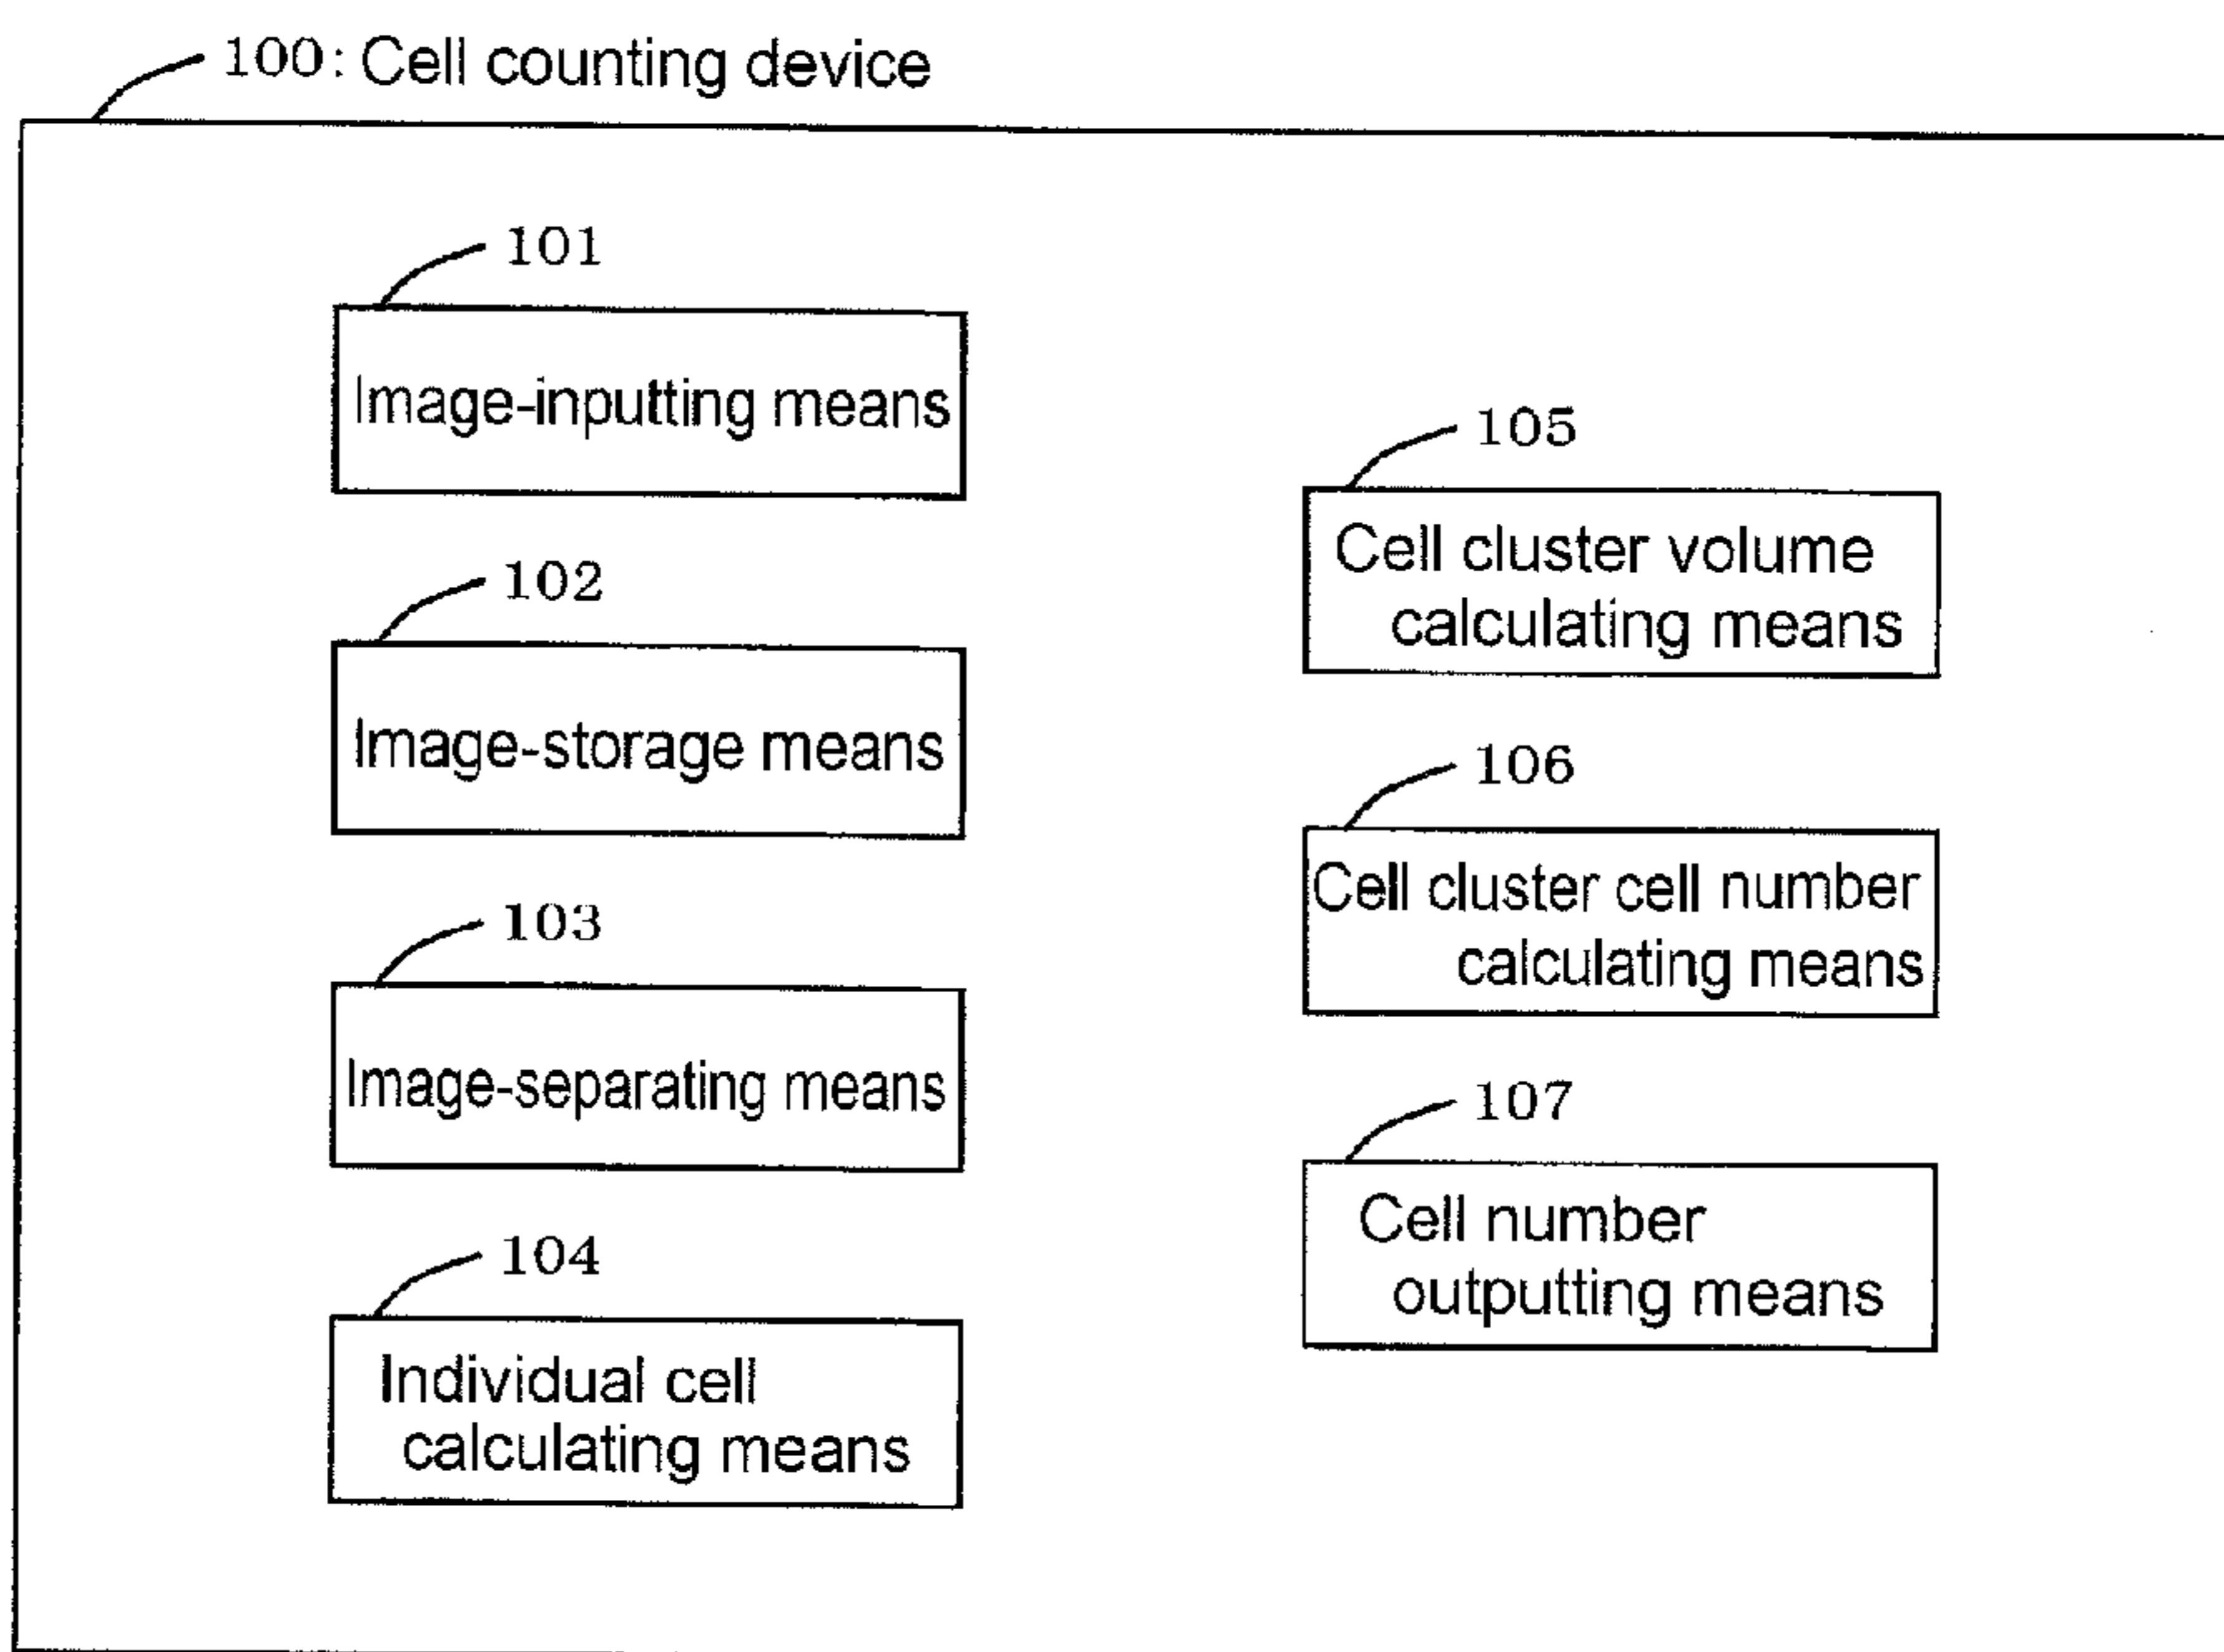 100: Cell counting device
101
Image-inputting means
102
Image-storage means
103
Image-separating means
104
Individual cell
calculating means
105
Cell cluster volume
calculating means
106
Cell cluster cell number
calculating means
107
Cell number
outputting means